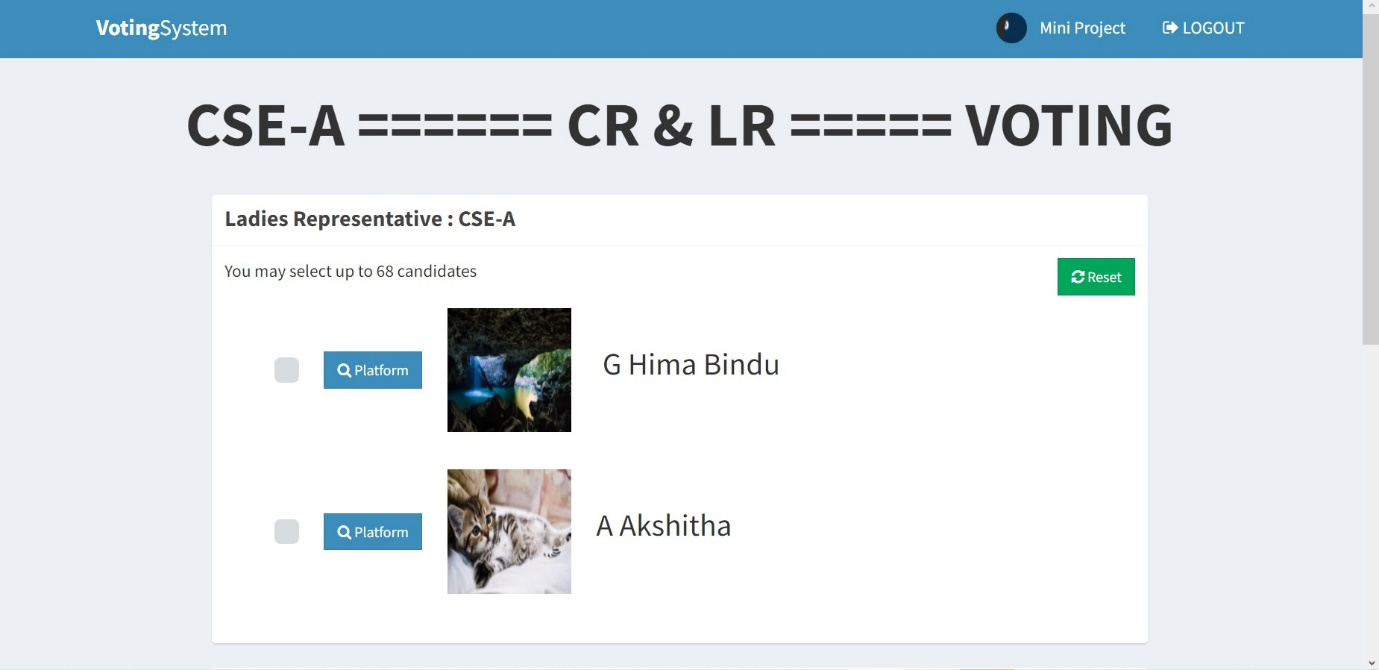 VotingSystem
Mini Project
LOGOUT
CSE-A ====== CR & LR ===== VOTING
Ladies Representative : CSE-A
You may select up to 68 candidates
Reset
Platform
G Hima Bindu
Platform
A Akshitha